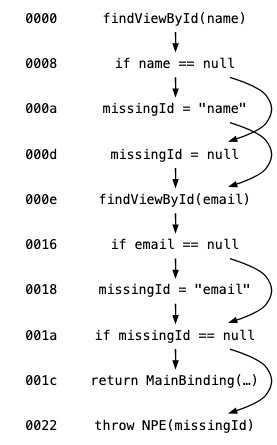 0000 findViewById(name)
0008 if name == null
000a missingId = "name"
000d missingId = null
000e findViewById(email)
0016 if email == null
0018 missingId = "email"
001a if missingId == null
001c return MainBinding(…)
0022 throw NPE(missingId)